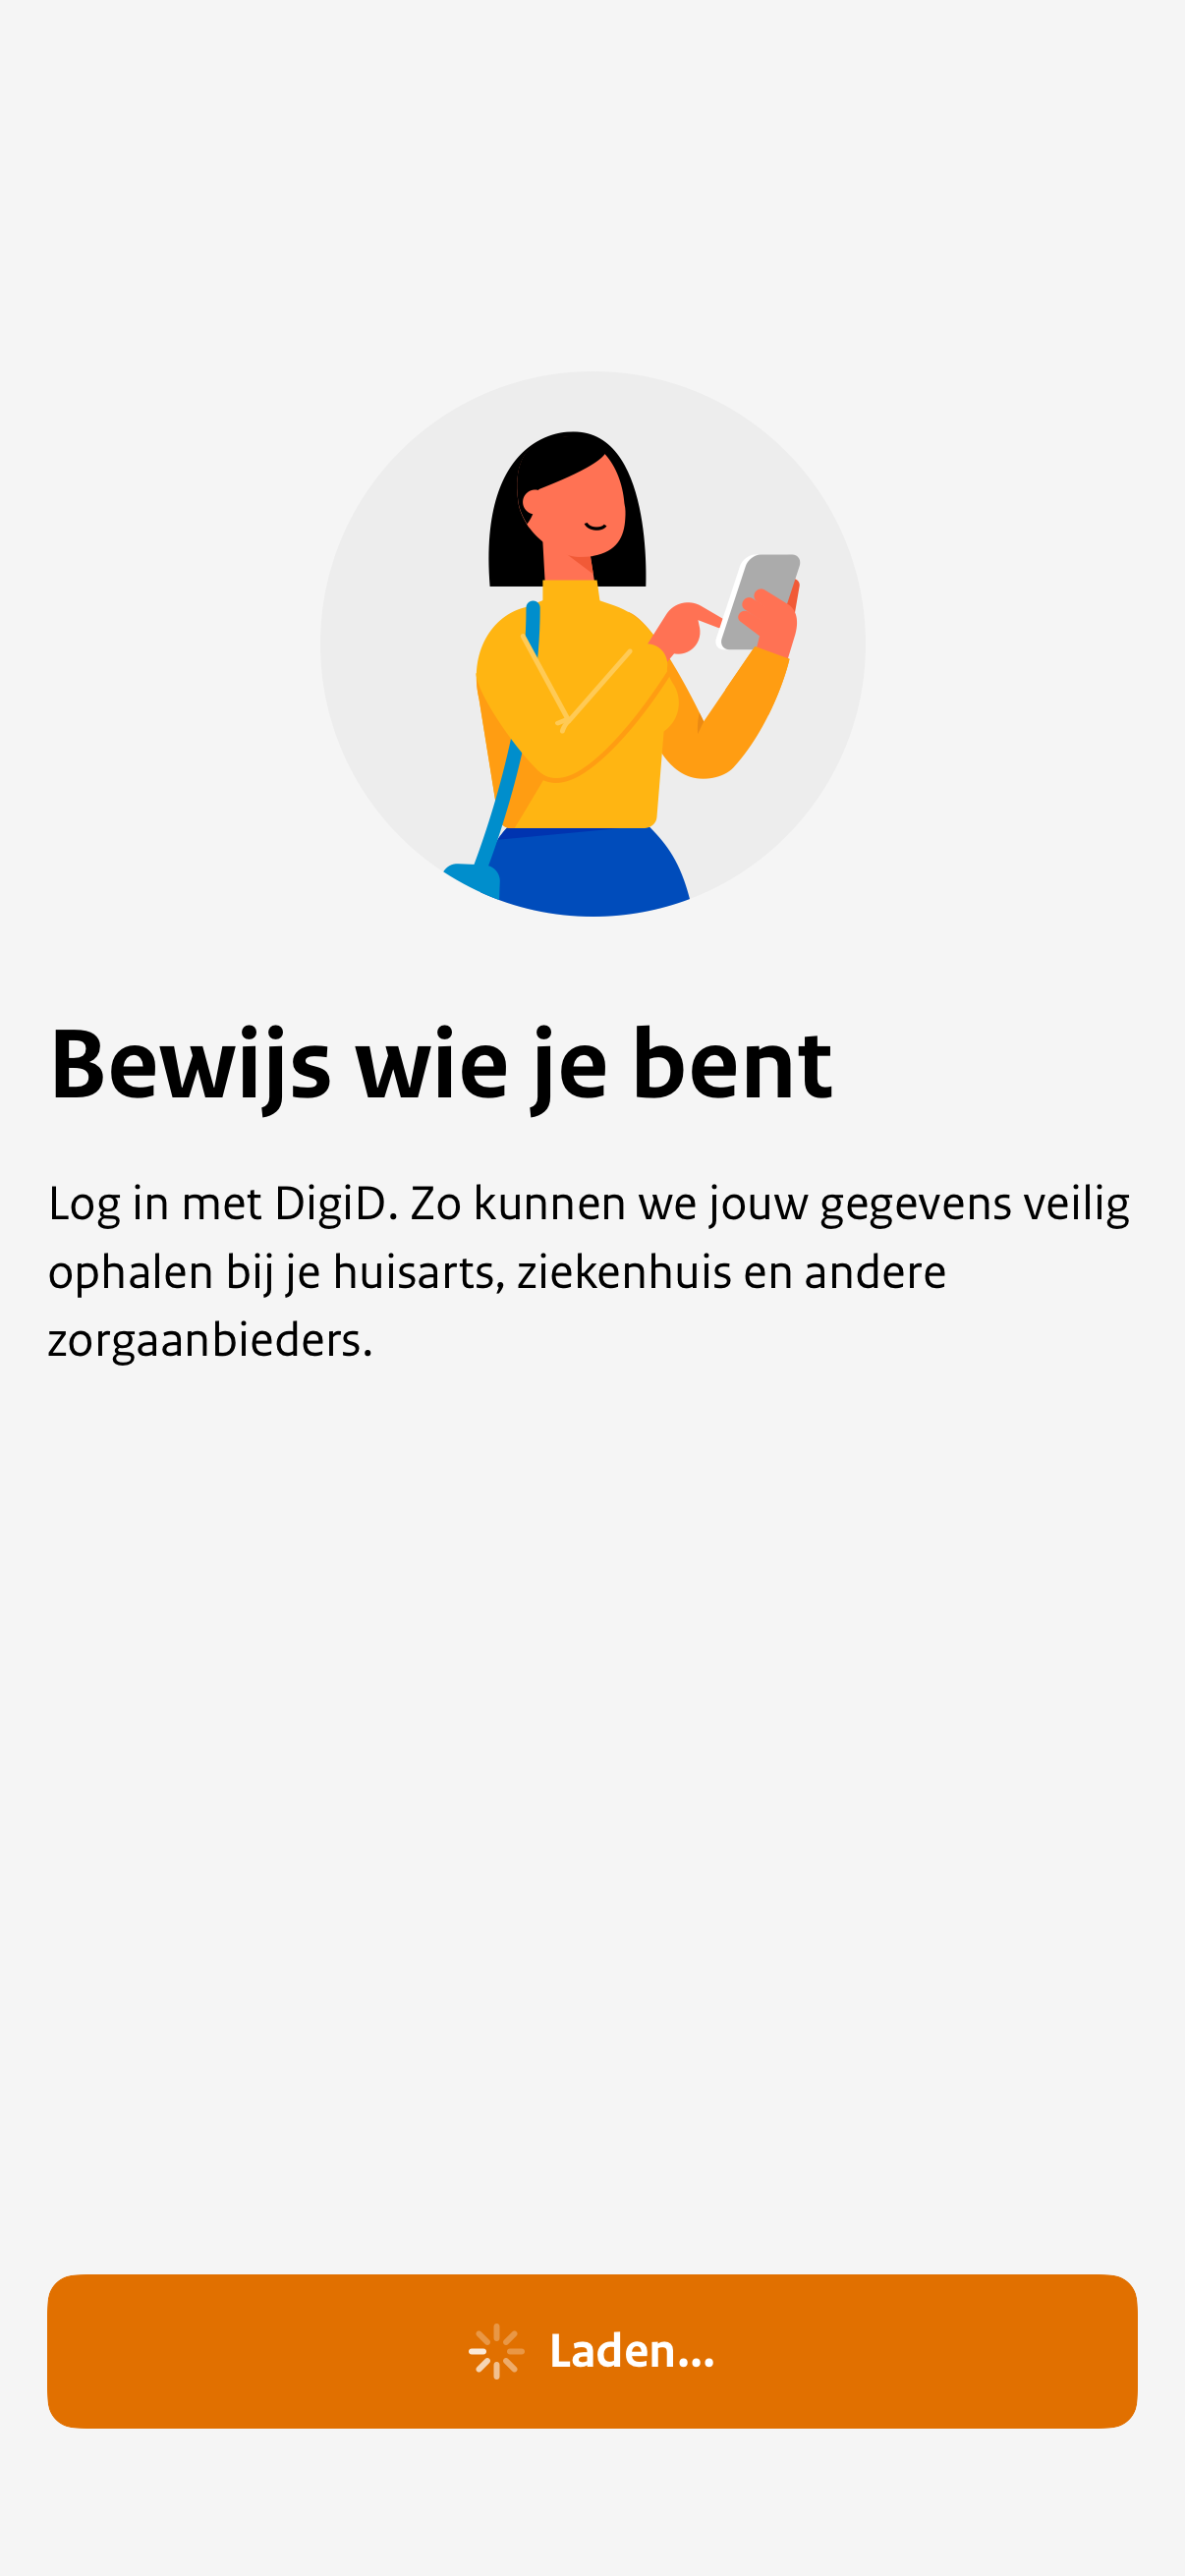 Bewijs wie je bent
Log in met DigiD. Zo kunnen we jouw gegevens veilig
ophalen bij je huisarts, ziekenhuis en andere
zorgaanbieders.
Laden...